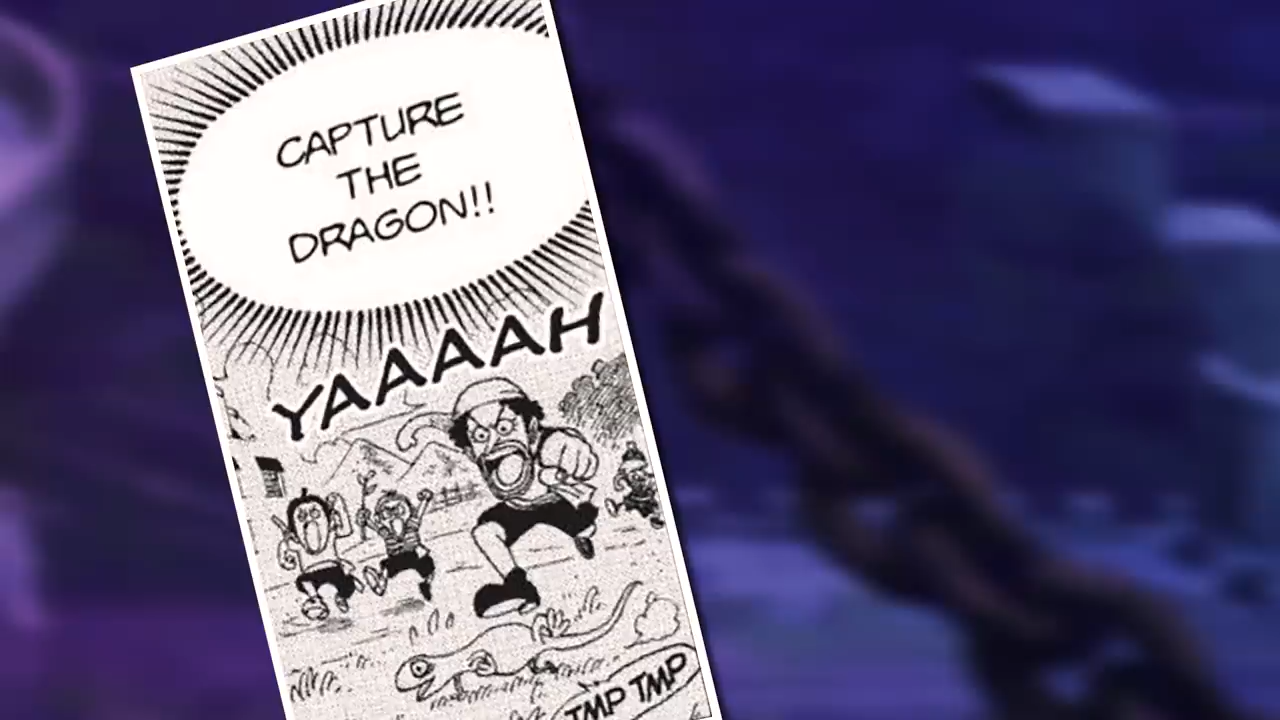 CAPTURE
THE
DRAGON!!
YAAAAH
TMP TMP